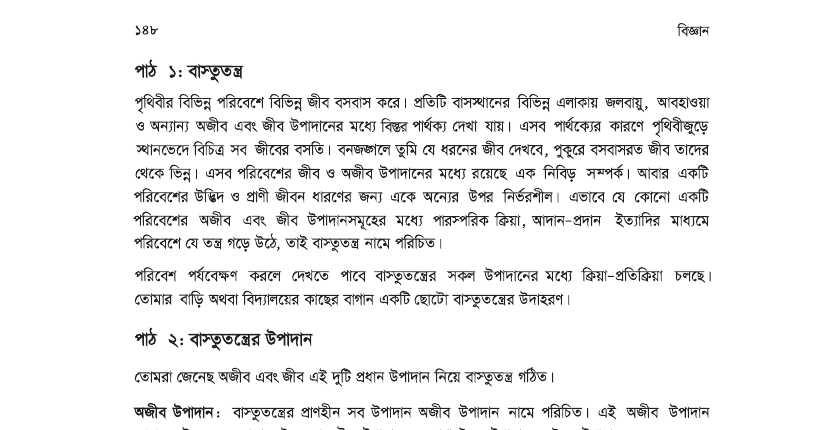 ১৪৮ বিজ্ঞান
পাঠ ১: বাস্তুতন্ত্র
পৃথিবীর বিভিন্ন পরিবেশে বিভিন্ন জীব বসবাস করে। প্রতিটি বাসস্থানের বিভিন্ন এলাকায় জলবায়ু, আবহাওয়া
ও অন্যান্য অজীব এবং জীব উপাদানের মধ্যে বিস্তর পার্থক্য দেখা যায়। এসব পার্থক্যের কারণে পৃথিবীজুড়ে
স্থানভেদে বিচিত্র সব জীবের বসতি। বনজঙ্গলে তুমি যে ধরনের জীব দেখবে, পুকুরে বসবাসরত জীব তাদের
থেকে ভিন্ন। এসব পরিবেশের জীব ও অজীব উপাদানের মধ্যে রয়েছে এক নিবিড় সম্পর্ক। আবার একটি
পরিবেশের উদ্ভিদ ও প্রাণী জীবন ধারণের জন্য একে অন্যের উপর নির্ভরশীল। এভাবে যে কোনো একটি
পরিবেশের অজীব এবং জীব উপাদানসমূহের মধ্যে পারস্পরিক ক্রিয়া, আদান-প্রদান ইত্যাদির মাধ্যমে
পরিবেশে যে তন্ত্র গড়ে উঠে, তাই বাস্তুতন্ত্র নামে পরিচিত।
পরিবেশ পর্যবেক্ষণ করলে দেখতে পাবে বাস্তুতন্ত্রের সকল উপাদানের মধ্যে ক্রিয়া-প্রতিক্রিয়া চলছে।
তোমার বাড়ি অথবা বিদ্যালয়ের কাছের বাগান একটি ছোটো বাস্তুতন্ত্রের উদাহরণ।
পাঠ ২: বাস্তুতন্ত্রের উপাদান
তোমরা জেনেছ অজীব এবং জীব এই দুটি প্রধান উপাদান নিয়ে বাস্তুতন্ত্র গঠিত।
অজীব উপাদান: বাস্তুতন্ত্রের প্রাণহীন সব উপাদান অজীব উপাদান নামে পরিচিত। এই অজীব উপাদান